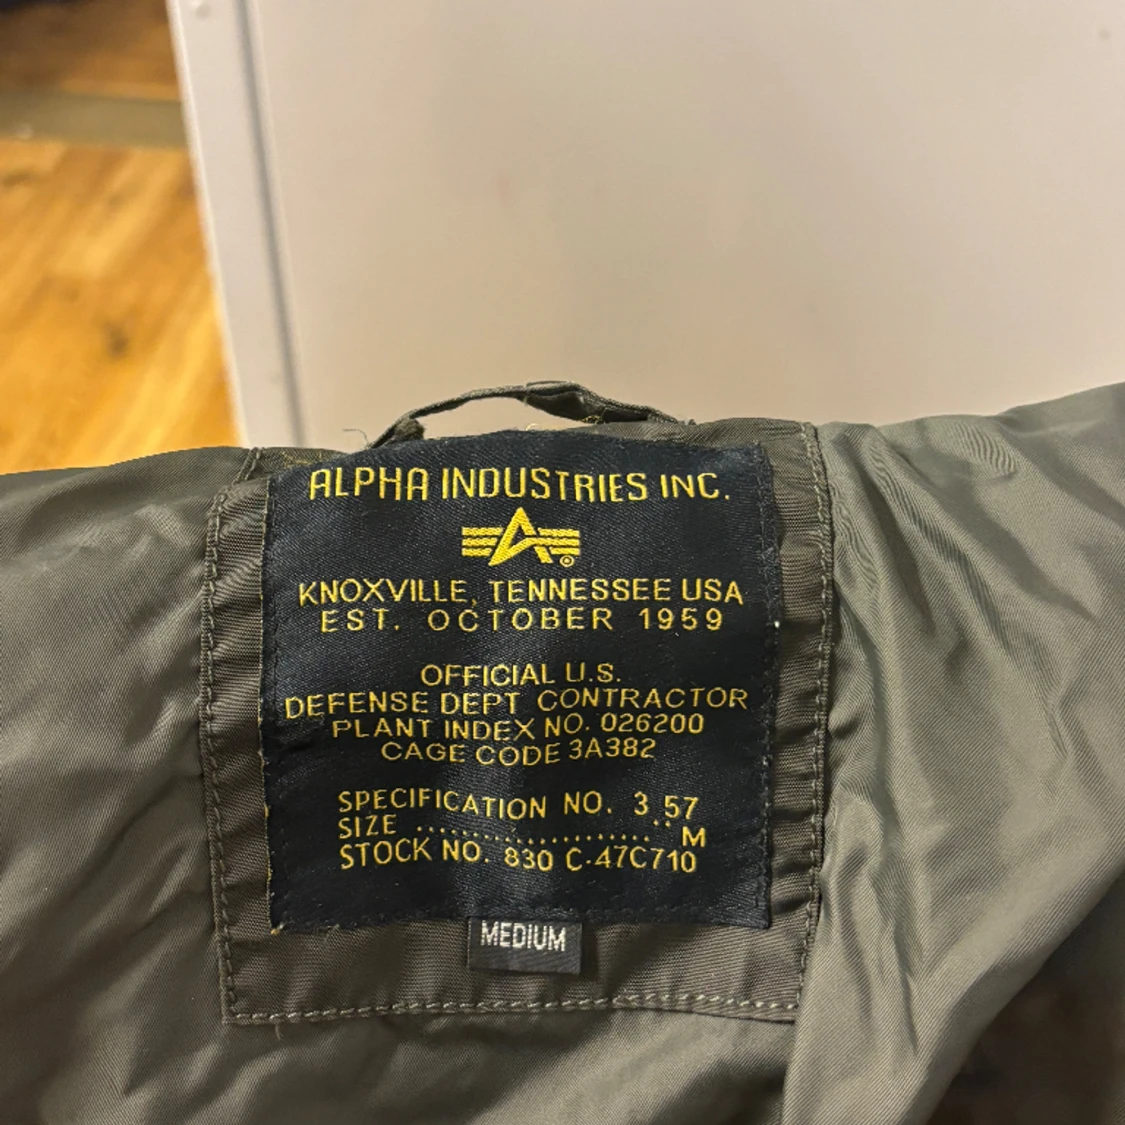 ALPHA INDUSTRIES INC.
A®
KNOXVILLE, TENNESSEE USA
EST. OCTOBER 1959
OFFICIAL U.S.
DEFENSE DEPT CONTRACTOR
PLANT INDEX NO. 026200
CAGE CODE 3A382
SPECIFICATION NO. 3 57
SIZE ........................ M
STOCK NO. 830 C-47C710
MEDIUM